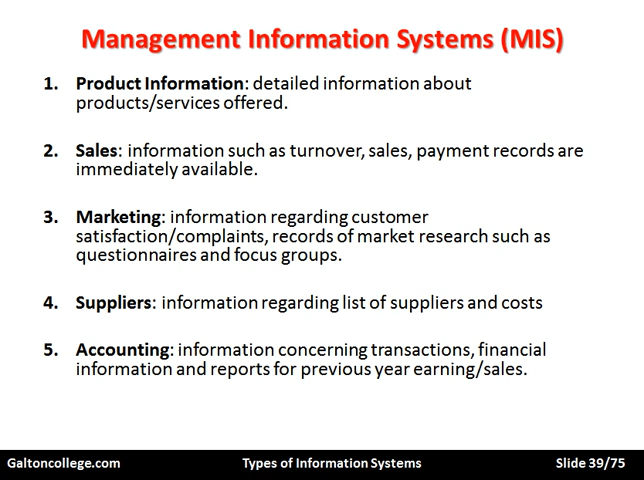 Management Information Systems (MIS)
1. Product Information: detailed information about
products/services offered.
2. Sales: information such as turnover, sales, payment records are
immediately available.
3. Marketing: information regarding customer
satisfaction/complaints, records of market research such as
questionnaires and focus groups.
4. Suppliers: information regarding list of suppliers and costs
5. Accounting: information concerning transactions, financial
information and reports for previous year earning/sales.
Galtoncollege.com Types of Information Systems Slide 39/75